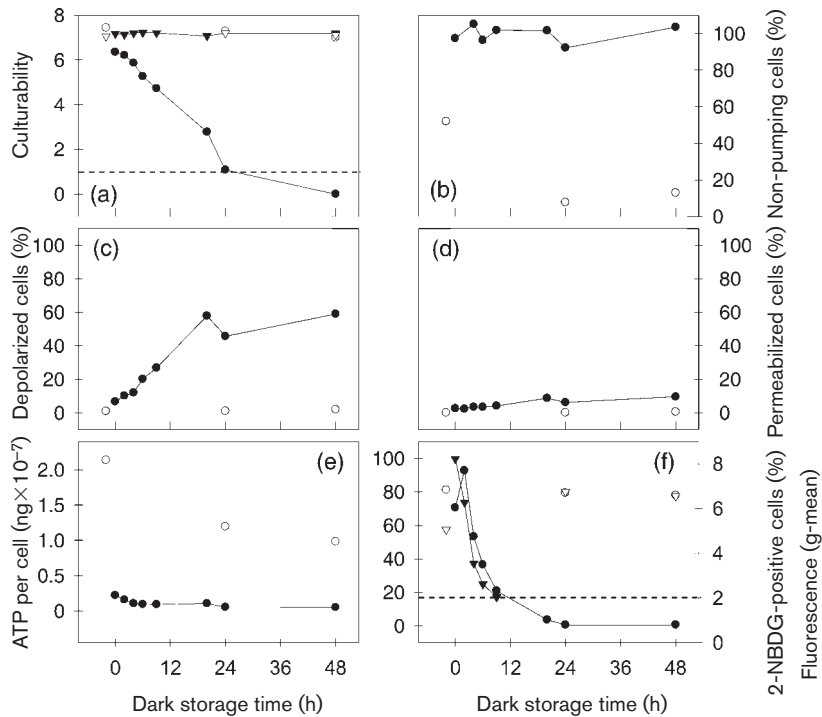 8
6
4
2
0
Culturability
(a)
100
80
60
40
20
0
Non-pumping cells (%)
(b)
100
80
60
40
20
0
Depolarized cells (%)
(c)
100
80
60
40
20
0
Permeabilized cells (%)
(d)
2.0
1.5
1.0
0.5
0
ATP per cell (ng×10⁻⁷)
(e)
0 12 24 36 48
Dark storage time (h)
100
80
60
40
20
0
(f)
8
6
4
2
0
2-NBDG-positive cells (%)
Fluorescence (g-mean)
0 12 24 36 48
Dark storage time (h)